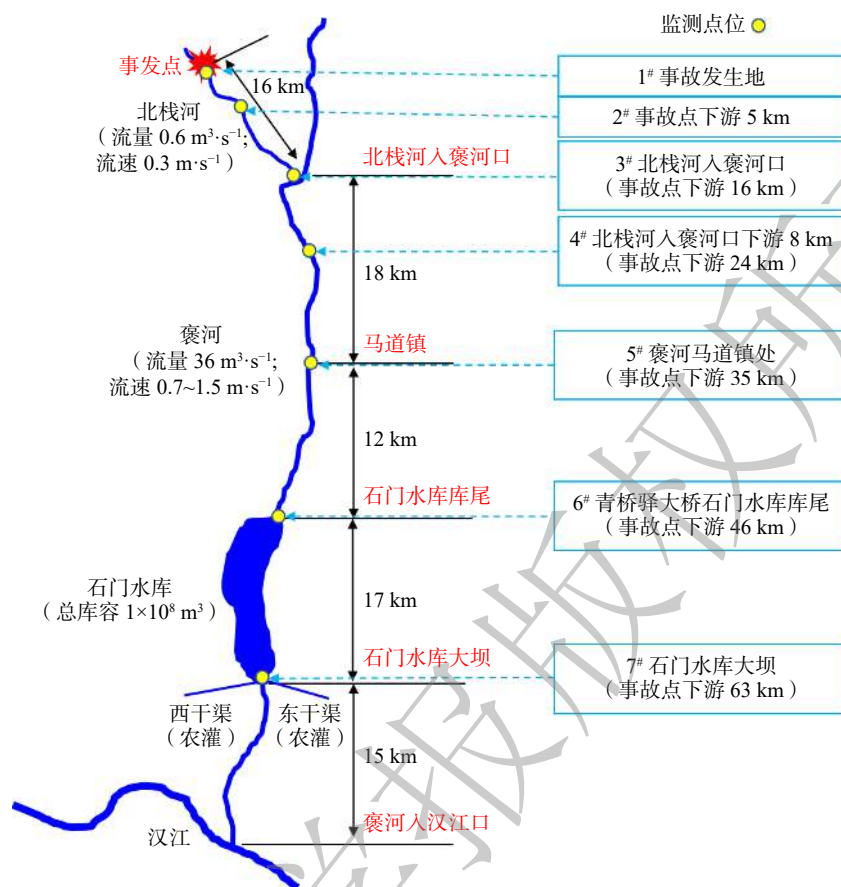 监测点位
事发点
16 km
1# 事故发生地
北栈河
（流量 0.6 m³·s⁻¹;
流速 0.3 m·s⁻¹）
2# 事故点下游 5 km
北栈河入褒河口
3# 北栈河入褒河口
（事故点下游 16 km）
4# 北栈河入褒河口下游 8 km
（事故点下游 24 km）
18 km
褒河
（流量 36 m³·s⁻¹;
流速 0.7~1.5 m·s⁻¹）
马道镇
5# 褒河马道镇处
（事故点下游 35 km）
12 km
石门水库库尾
6# 青桥驿大桥石门水库库尾
（事故点下游 46 km）
石门水库
（总库容 1×10⁸ m³）
17 km
石门水库大坝
7# 石门水库大坝
（事故点下游 63 km）
西干渠
（农灌）
东干渠
（农灌）
15 km
褒河入汉江口
汉江
报版权所